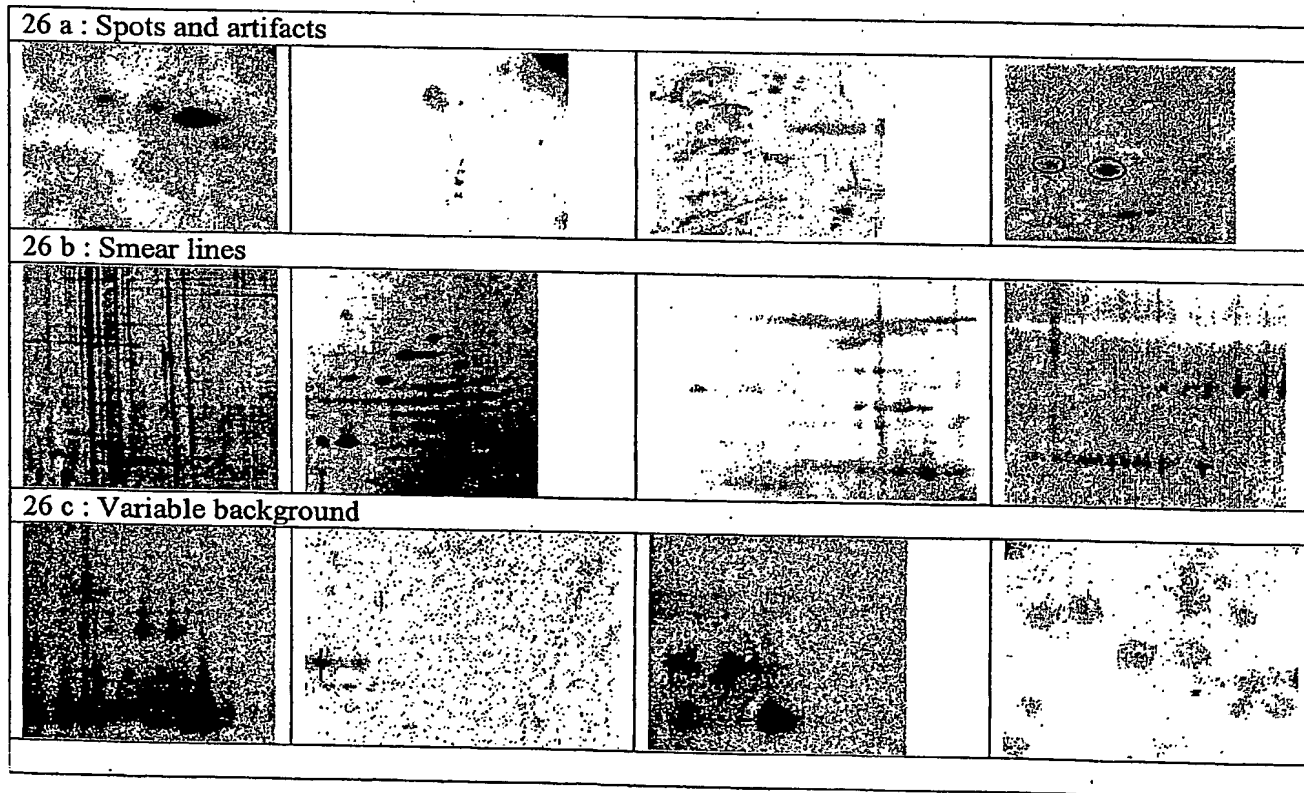 26 a : Spots and artifacts
26 b : Smear lines
26 c : Variable background